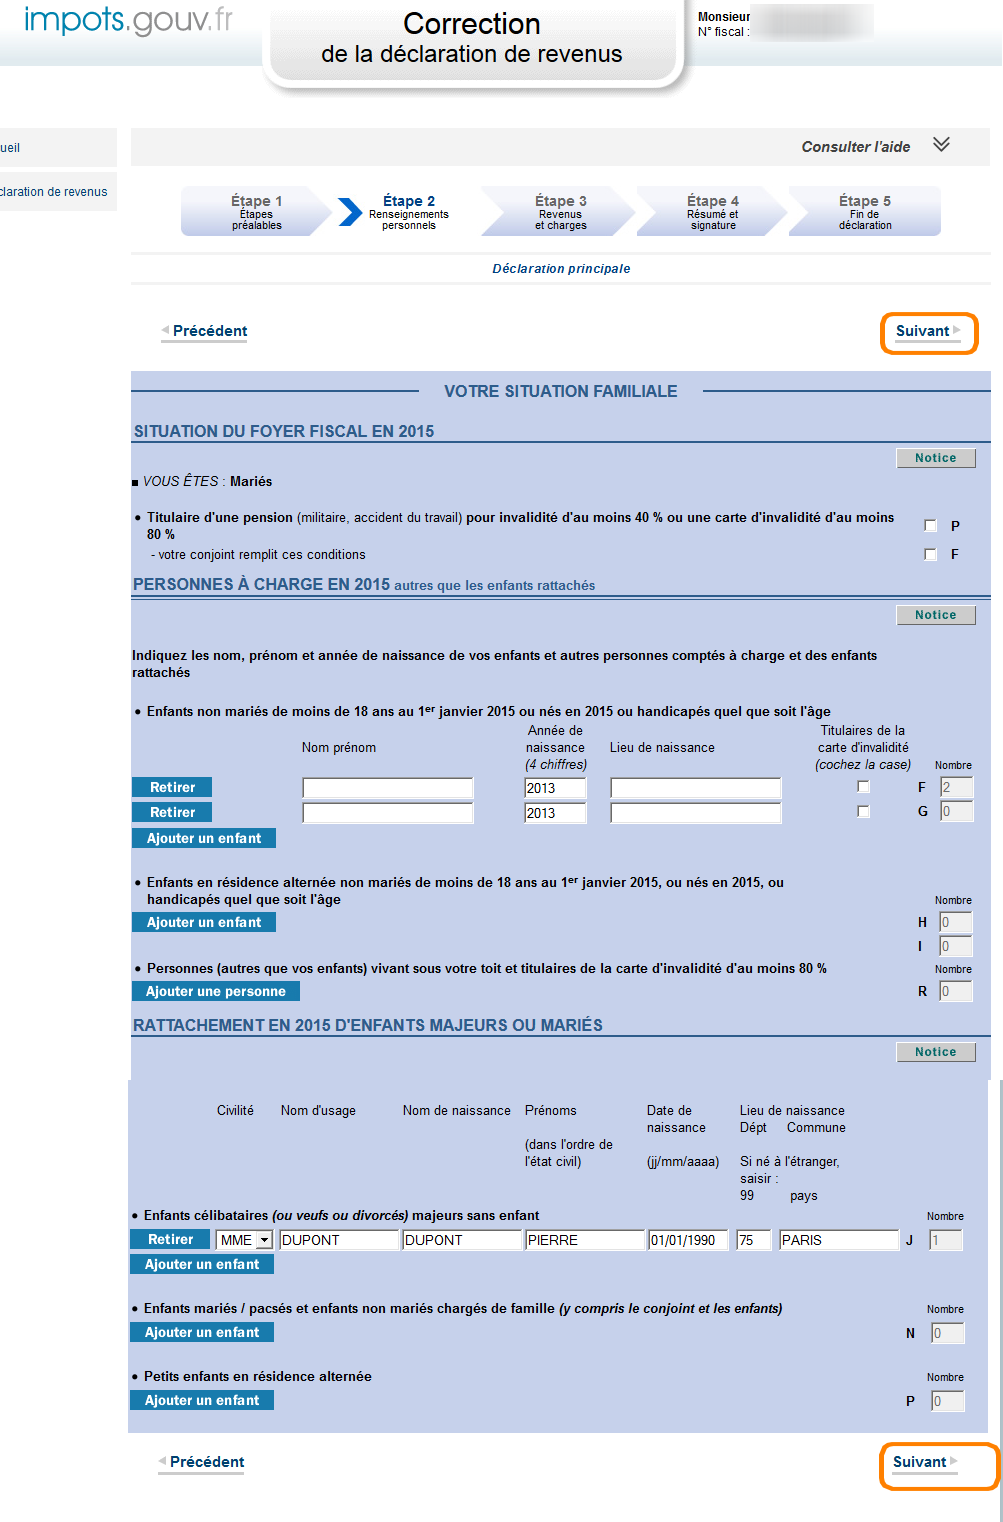 impots.gouv.fr
Correction
de la déclaration de revenus
Monsieur
N° fiscal :
ueil
claration de revenus
Consulter l'aide
Étape 1
Étapes
préalables
Étape 2
Renseignements
personnels
Étape 3
Revenus
et charges
Étape 4
Résumé et
signature
Étape 5
Fin de
déclaration
Déclaration principale
Précédent
Suivant
VOTRE SITUATION FAMILIALE
SITUATION DU FOYER FISCAL EN 2015
Notice
VOUS ÊTES : Mariés
• Titulaire d'une pension (militaire, accident du travail) pour invalidité d'au moins 40 % ou une carte d'invalidité d'au moins
80 %
P
- votre conjoint remplit ces conditions
F
PERSONNES À CHARGE EN 2015 autres que les enfants rattachés
Notice
Indiquez les nom, prénom et année de naissance de vos enfants et autres personnes comptés à charge et des enfants
rattachés
• Enfants non mariés de moins de 18 ans au 1er janvier 2015 ou nés en 2015 ou handicapés quel que soit l'âge
Nom prénom
Année de
naissance
(4 chiffres)
Lieu de naissance
Titulaires de la
carte d'invalidité
(cochez la case)
Nombre
Retirer 2013 F 2
Retirer 2013 G 0
Ajouter un enfant
• Enfants en résidence alternée non mariés de moins de 18 ans au 1er janvier 2015, ou nés en 2015, ou
handicapés quel que soit l'âge
Nombre
Ajouter un enfant H 0
I 0
• Personnes (autres que vos enfants) vivant sous votre toit et titulaires de la carte d'invalidité d'au moins 80 %
Nombre
Ajouter une personne R 0
RATTACHEMENT EN 2015 D'ENFANTS MAJEURS OU MARIÉS
Notice
Civilité
Nom d'usage
Nom de naissance
Prénoms
(dans l'ordre de
l'état civil)
Date de
naissance
(jj/mm/aaaa)
Lieu de naissance
Dépt Commune
Si né à l'étranger,
saisir :
99 pays
• Enfants célibataires (ou veufs ou divorcés) majeurs sans enfant
Nombre
Retirer MME DUPONT DUPONT PIERRE 01/01/1990 75 PARIS J 1
Ajouter un enfant
• Enfants mariés / pacsés et enfants non mariés chargés de famille (y compris le conjoint et les enfants)
Nombre
Ajouter un enfant N 0
• Petits enfants en résidence alternée
Nombre
Ajouter un enfant P 0
Précédent
Suivant